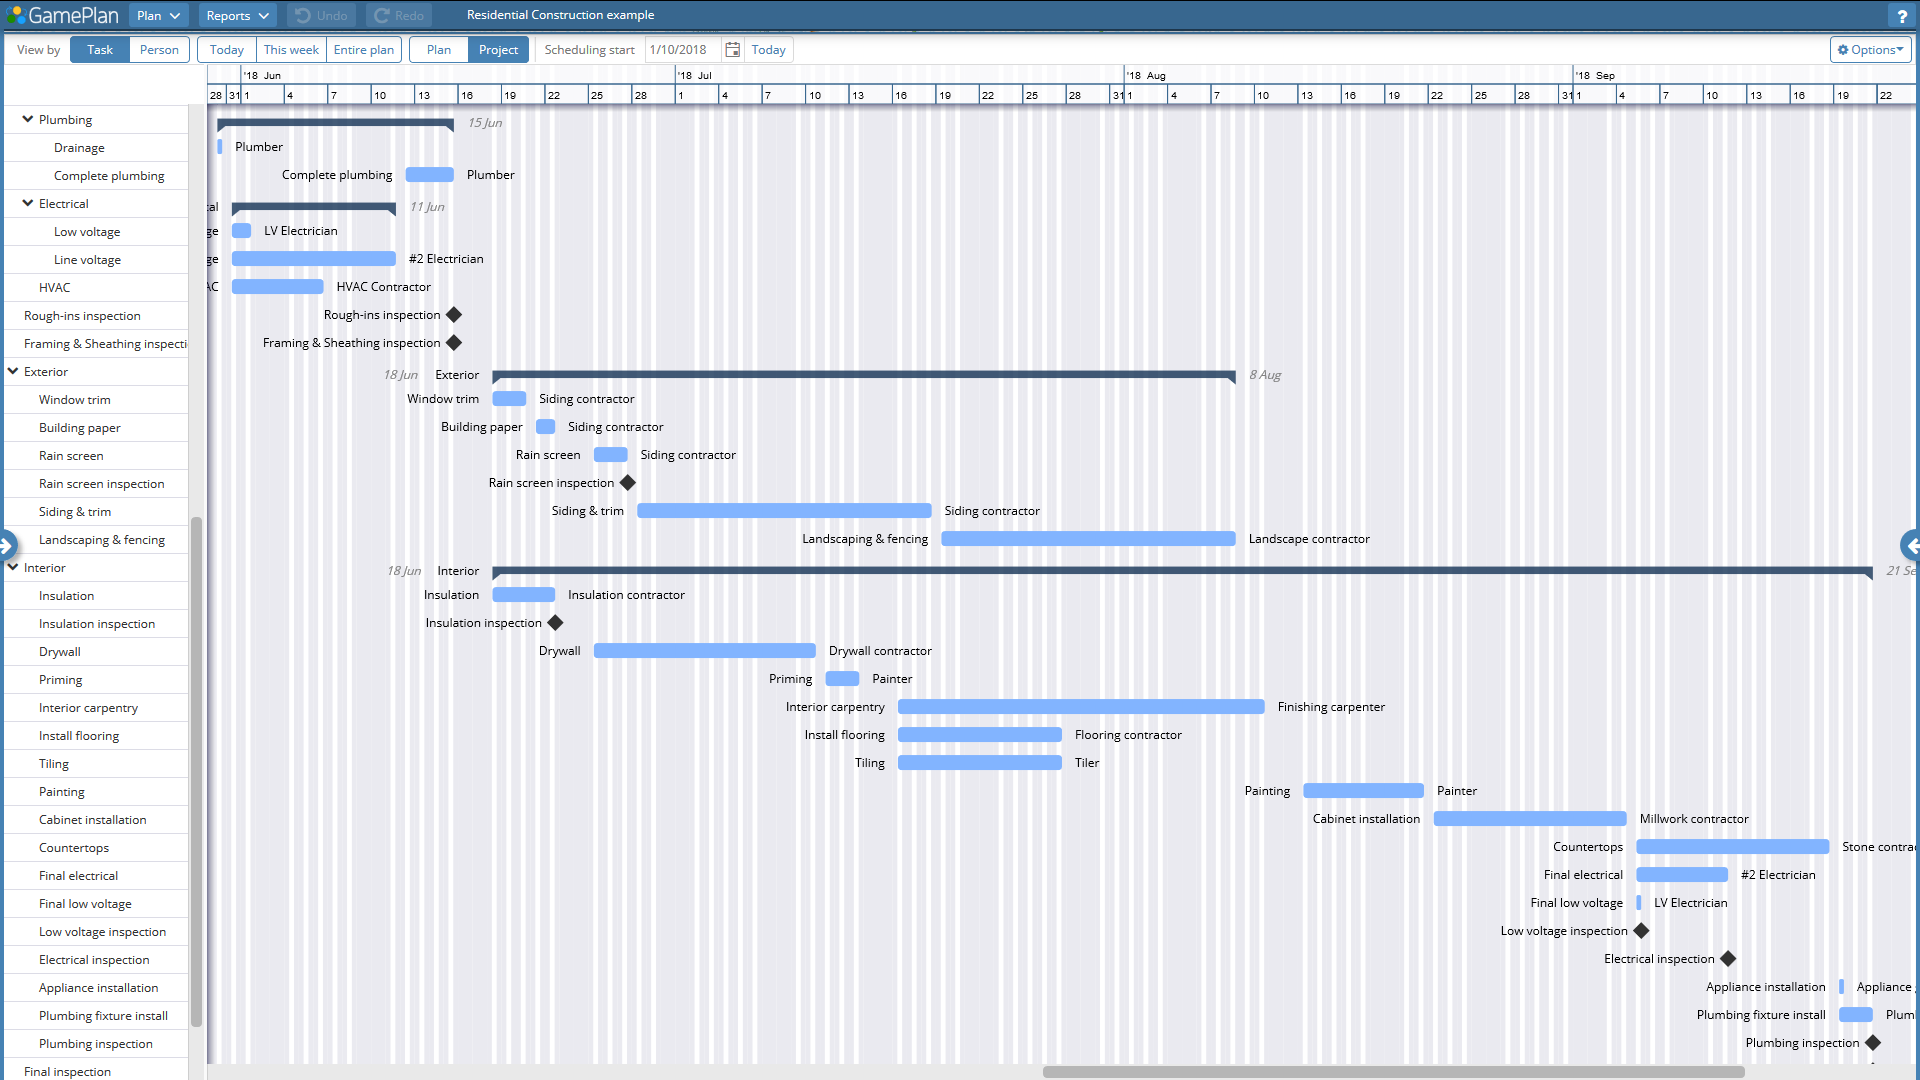 GamePlan Plan Reports Undo Redo Residential Construction example ?
View by Task Person Today This week Entire plan Plan Project Scheduling start 1/10/2018 Today Options
'18 Jun '18 Jul '18 Aug '18 Sep
28 31 1 4 7 10 13 16 19 22 25 28 1 4 7 10 13 16 19 22 25 28 31 1 4 7 10 13 16 19 22 25 28 31 1 4 7 10 13 16 19 22
Plumbing 15 Jun
Drainage Plumber
Complete plumbing Complete plumbing Plumber
Electrical cal 11 Jun
Low voltage ge LV Electrician
Line voltage ge #2 Electrician
HVAC AC HVAC Contractor
Rough-ins inspection Rough-ins inspection
Framing & Sheathing inspecti Framing & Sheathing inspection
Exterior 18 Jun Exterior 8 Aug
Window trim Window trim Siding contractor
Building paper Building paper Siding contractor
Rain screen Rain screen Siding contractor
Rain screen inspection Rain screen inspection
Siding & trim Siding & trim Siding contractor
Landscaping & fencing Landscaping & fencing Landscape contractor
Interior 18 Jun Interior 21 Se
Insulation Insulation Insulation contractor
Insulation inspection Insulation inspection
Drywall Drywall Drywall contractor
Priming Priming Painter
Interior carpentry Interior carpentry Finishing carpenter
Install flooring Install flooring Flooring contractor
Tiling Tiling Tiler
Painting Painting Painter
Cabinet installation Cabinet installation Millwork contractor
Countertops Countertops Stone contra
Final electrical Final electrical #2 Electrician
Final low voltage Final low voltage LV Electrician
Low voltage inspection Low voltage inspection
Electrical inspection Electrical inspection
Appliance installation Appliance installation Appliance
Plumbing fixture install Plumbing fixture install Plum
Plumbing inspection Plumbing inspection
Final inspection